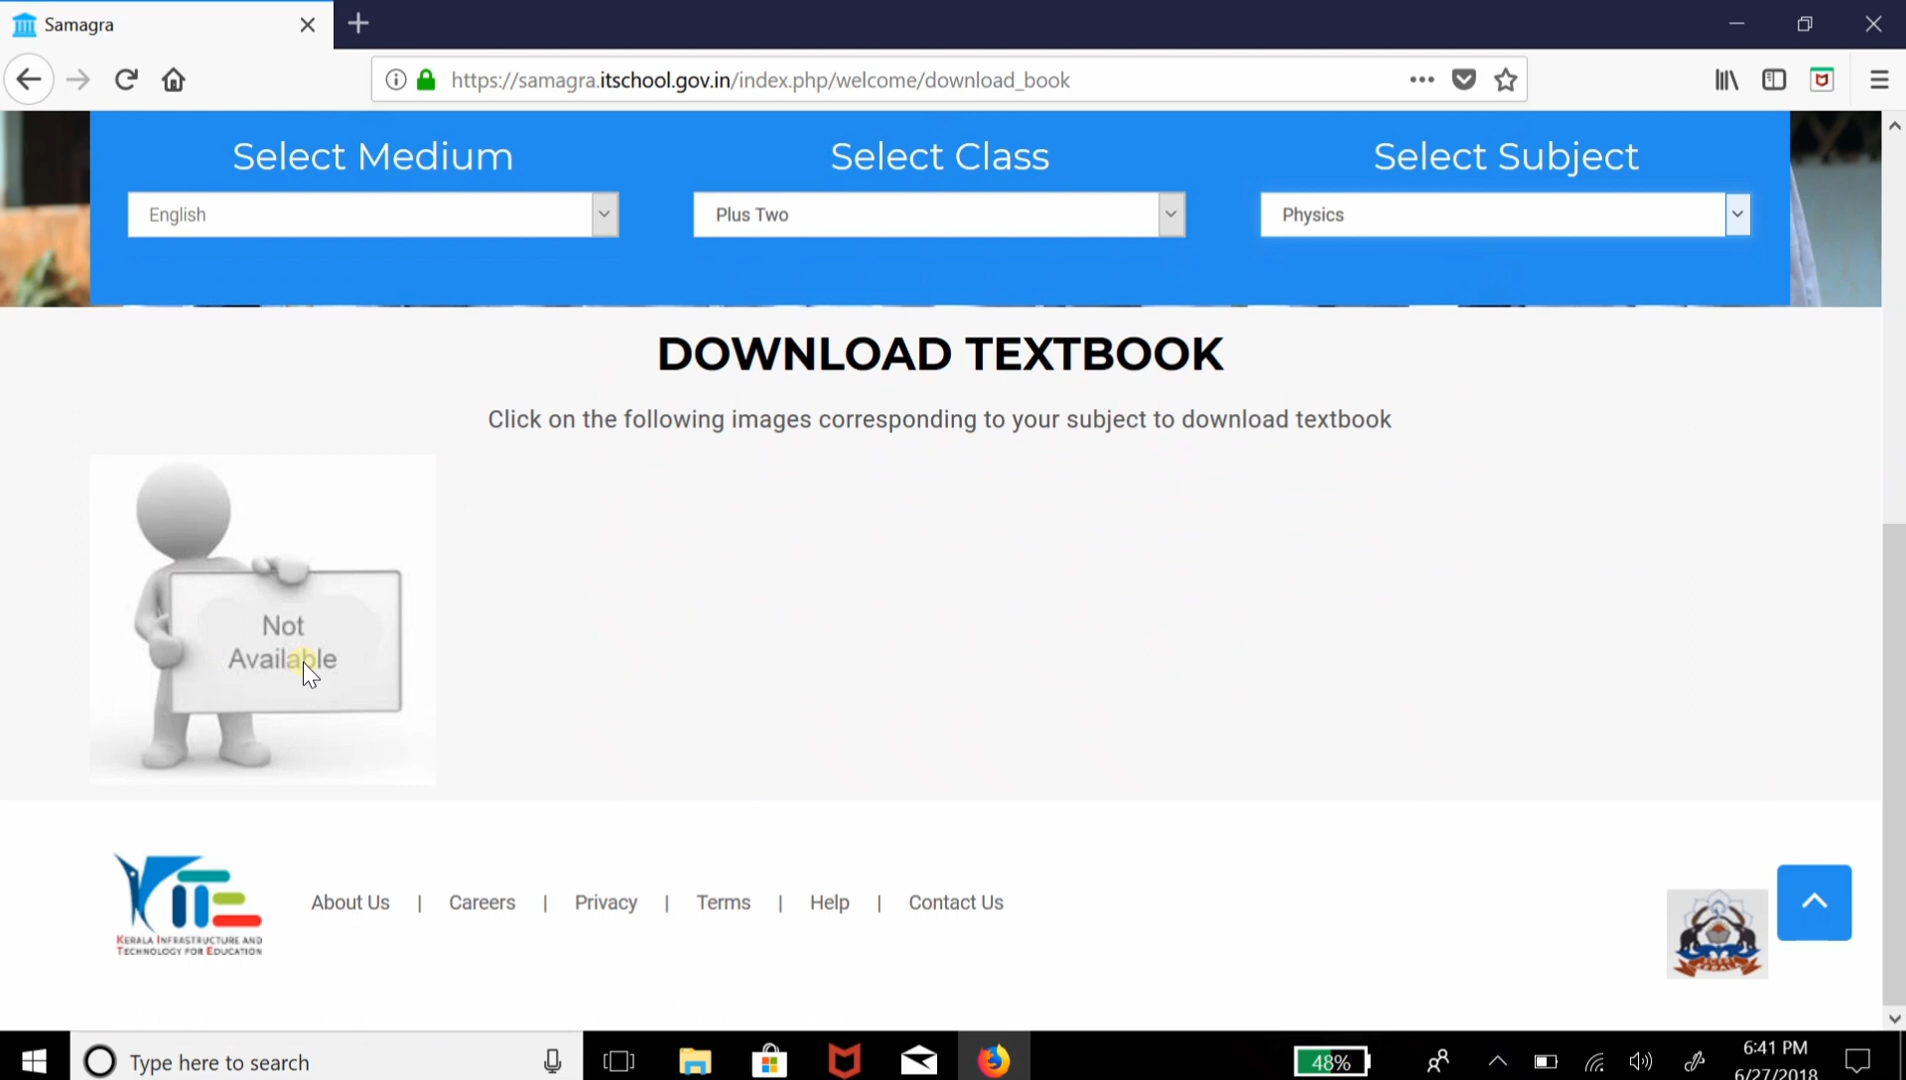 Samagra
https://samagra.itschool.gov.in/index.php/welcome/download_book
Select Medium
Select Class
Select Subject
English
Plus Two
Physics
DOWNLOAD TEXTBOOK
Click on the following images corresponding to your subject to download textbook
Not
Available
KITE
KERALA INFRASTRUCTURE AND
TECHNOLOGY FOR EDUCATION
About Us | Careers | Privacy | Terms | Help | Contact Us
Type here to search
48%
6:41 PM
6/27/2018